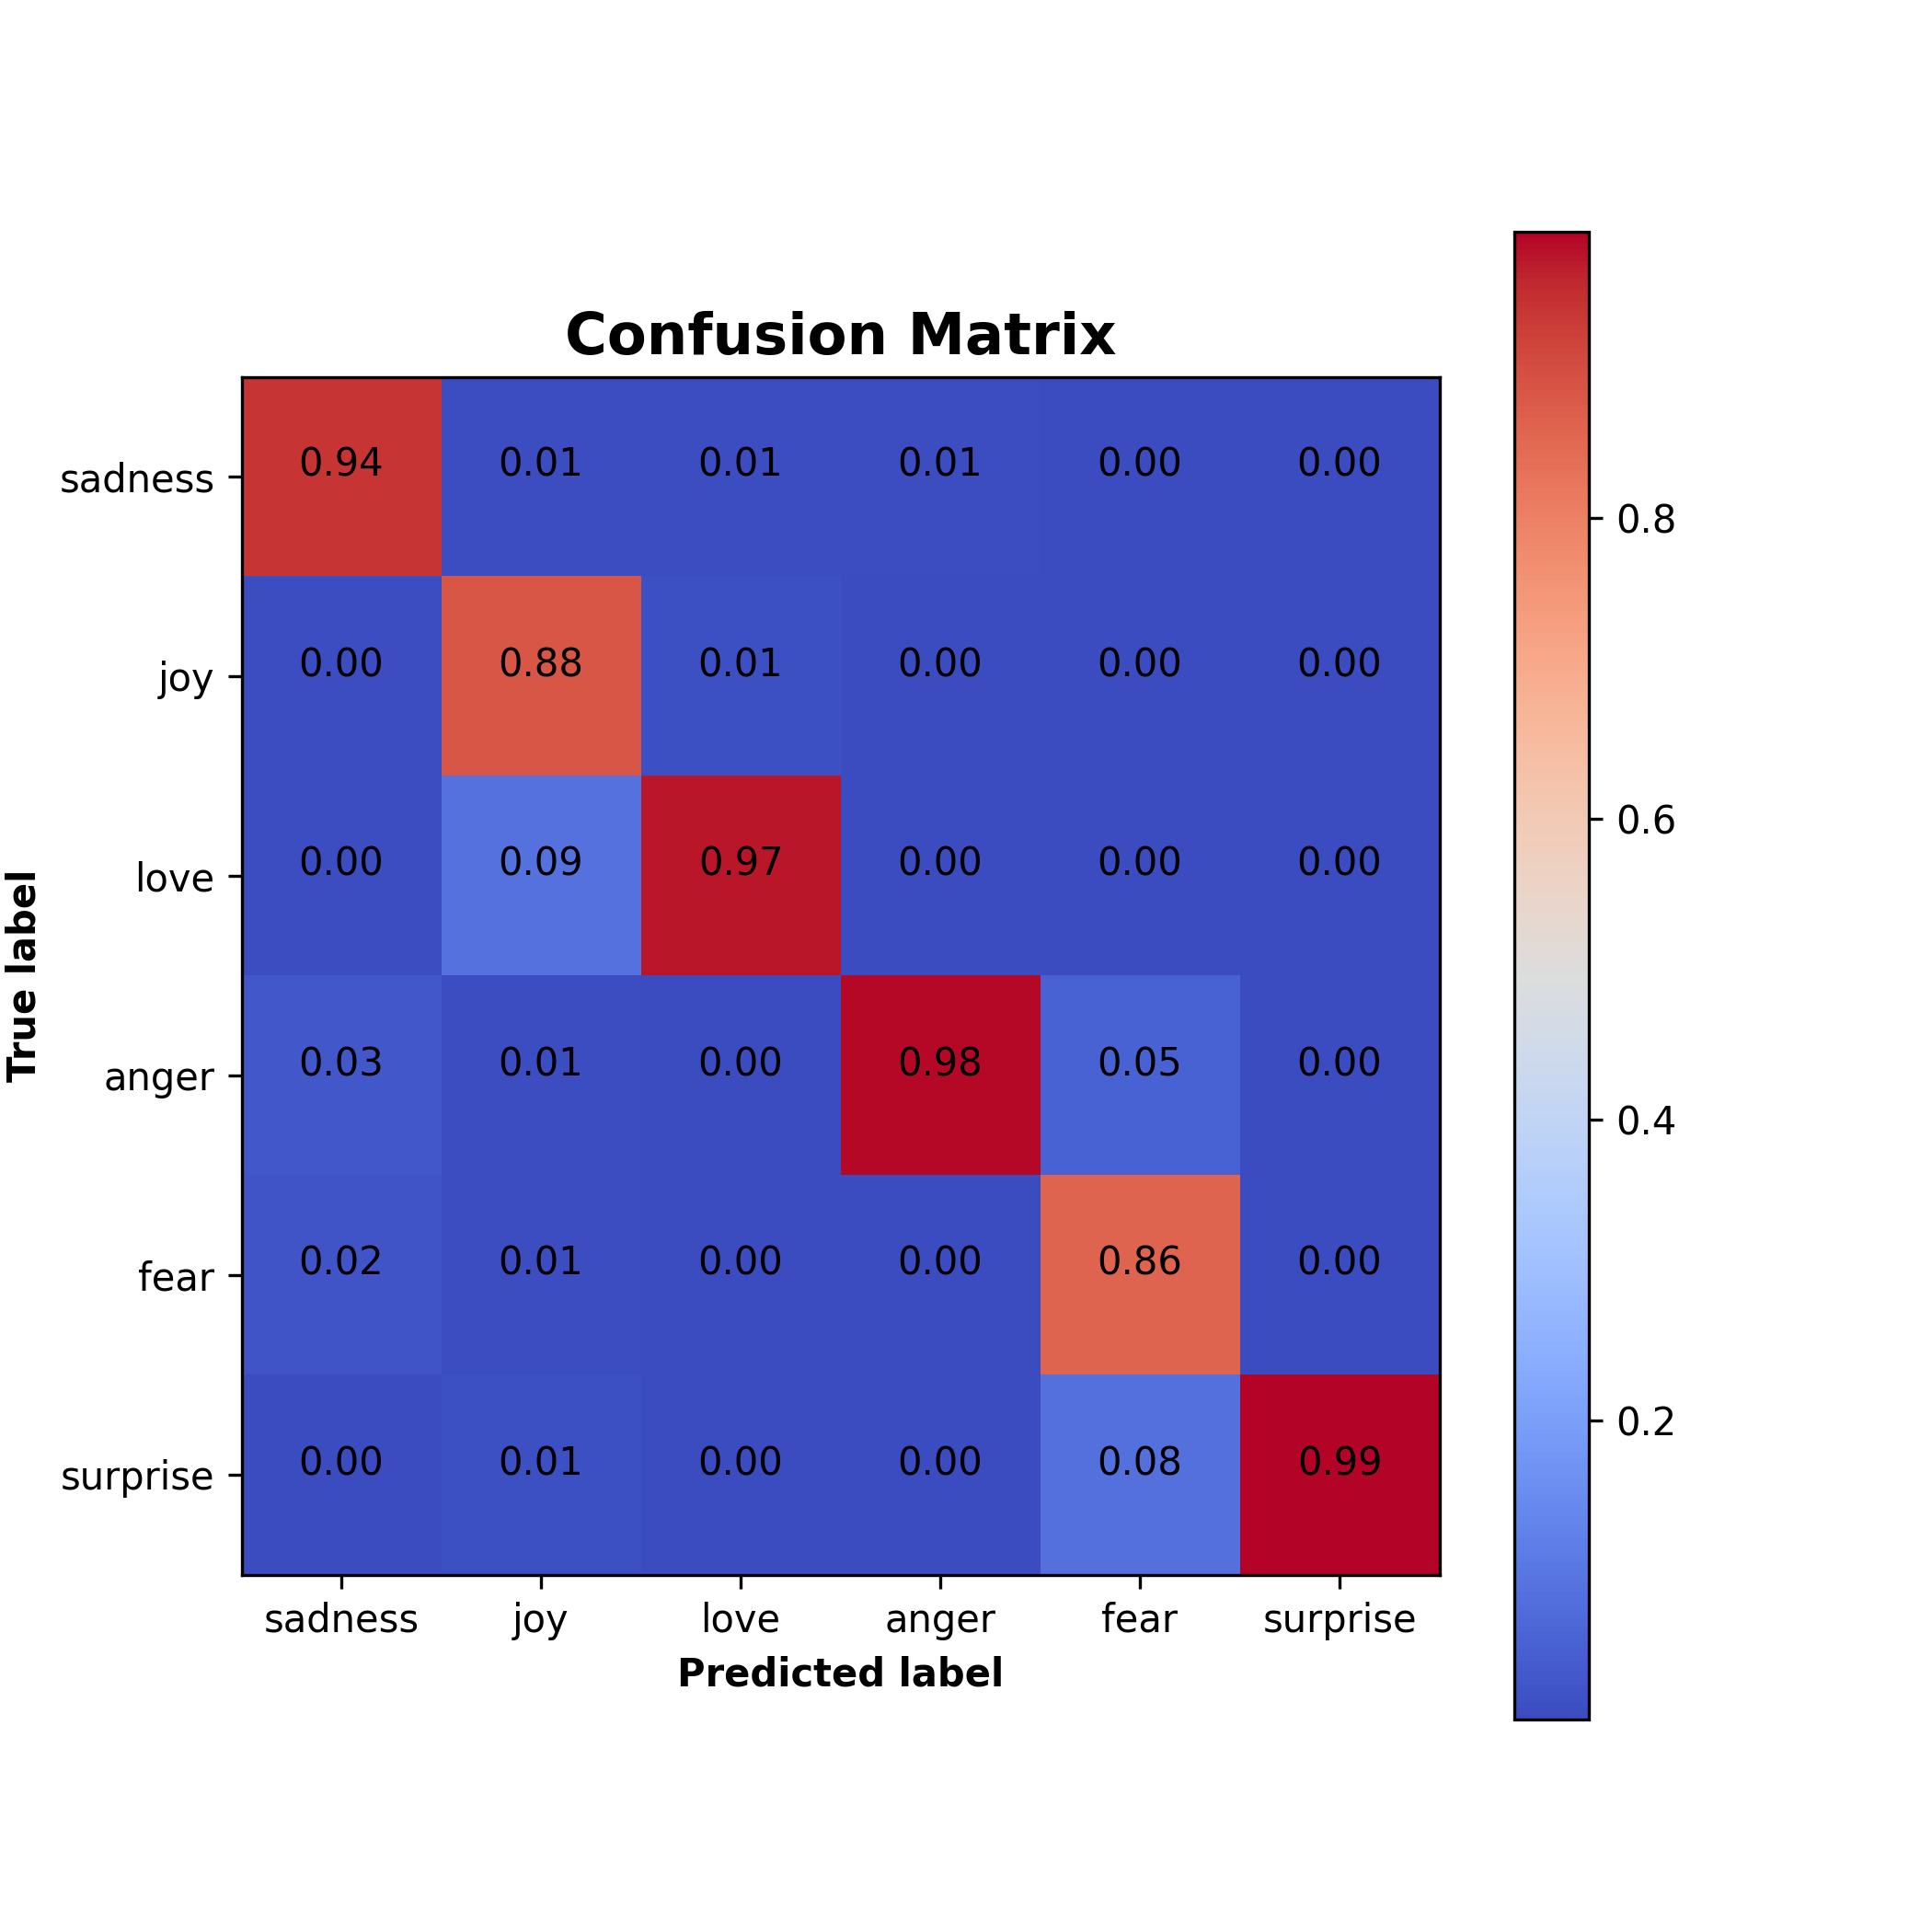 Confusion Matrix
sadness 0.94 0.01 0.01 0.01 0.00 0.00
joy 0.00 0.88 0.01 0.00 0.00 0.00
love 0.00 0.09 0.97 0.00 0.00 0.00
anger 0.03 0.01 0.00 0.98 0.05 0.00
fear 0.02 0.01 0.00 0.00 0.86 0.00
surprise 0.00 0.01 0.00 0.00 0.08 0.99
sadness joy love anger fear surprise
Predicted label
True label
0.8
0.6
0.4
0.2